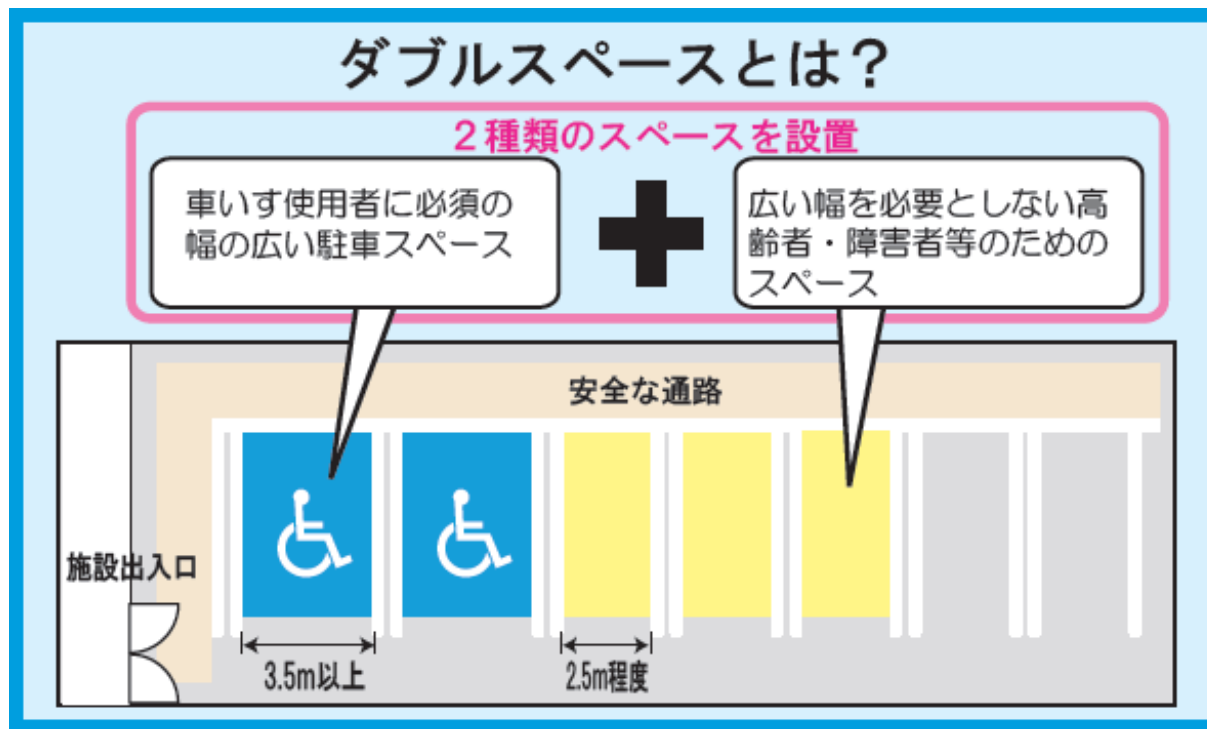 ダブルスペースとは？
２種類のスペースを設置
車いす使用者に必須の
幅の広い駐車スペース
広い幅を必要としない高
齢者・障害者等のための
スペース
安全な通路
施設出入口
3.5m以上
2.5m程度